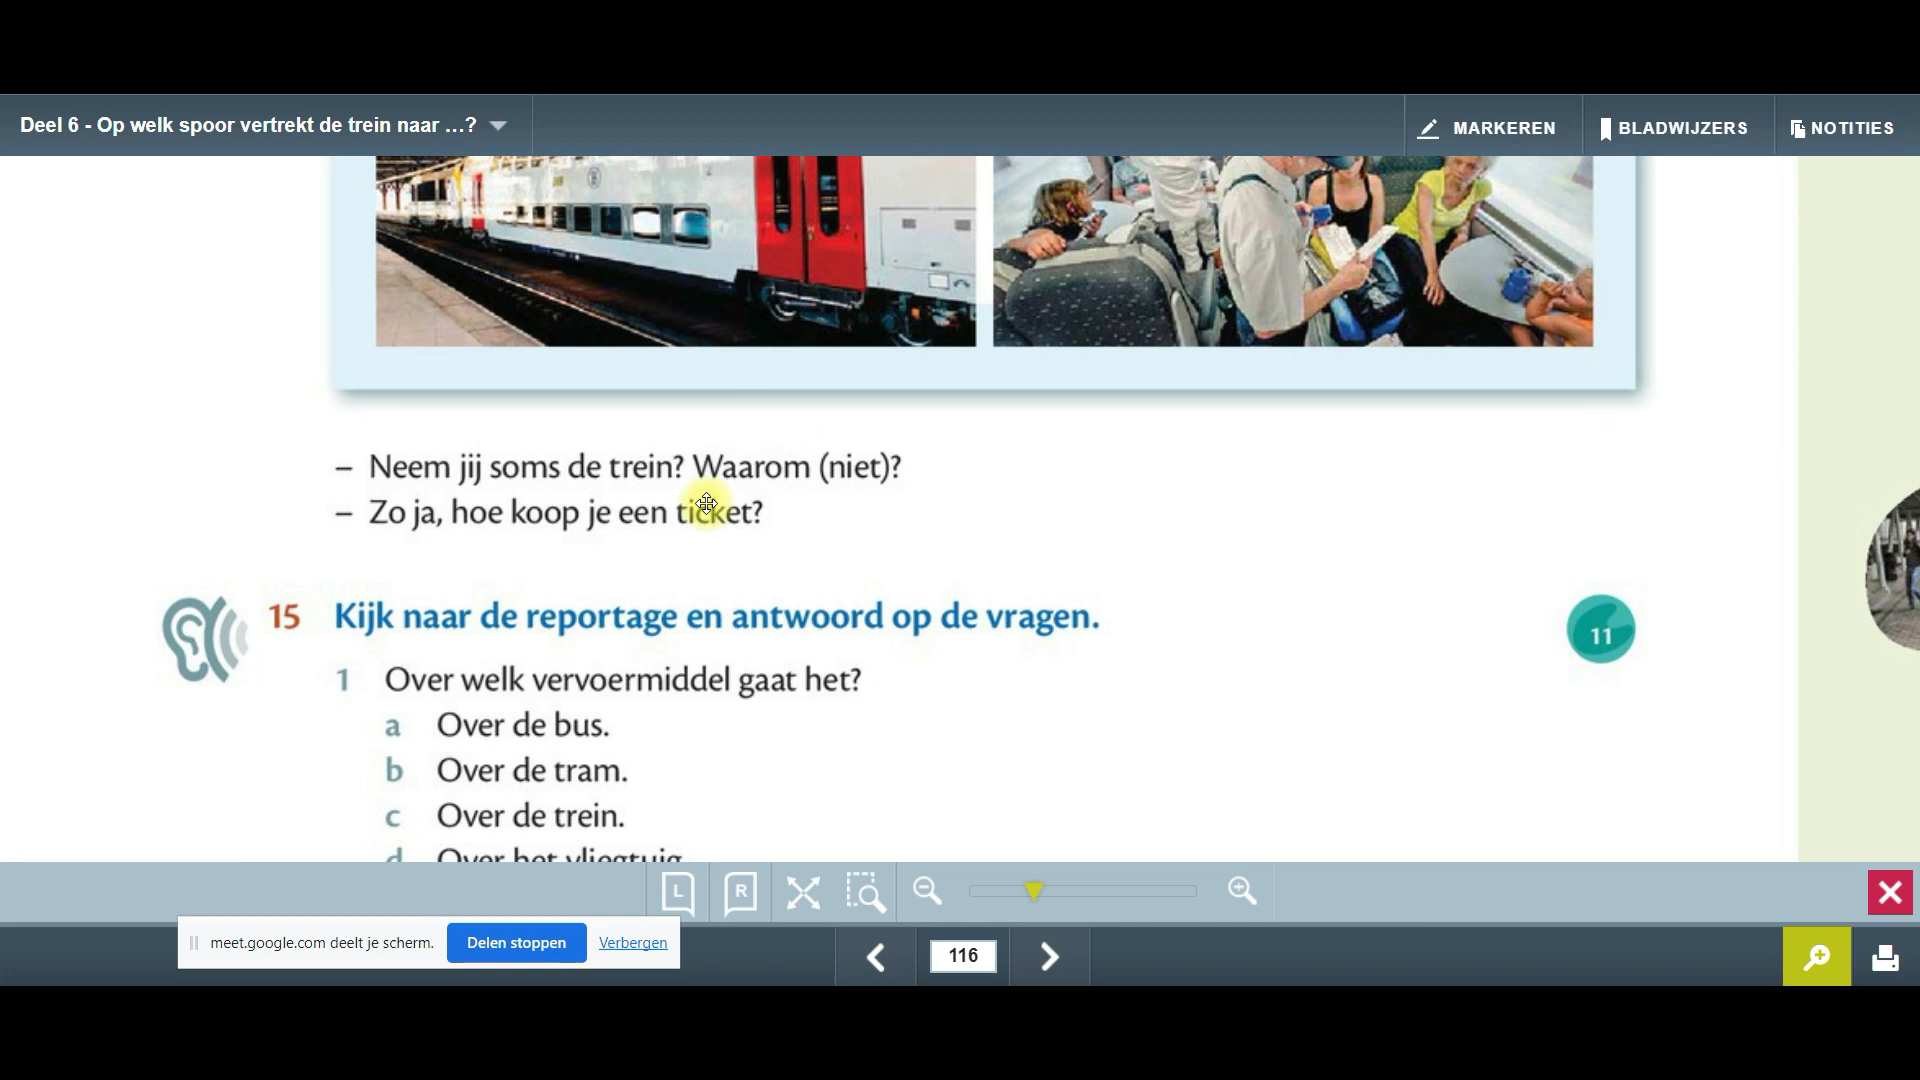 Deel 6 - Op welk spoor vertrekt de trein naar ...?
MARKEREN
BLADWIJZERS
NOTITIES
– Neem jij soms de trein? Waarom (niet)?
– Zo ja, hoe koop je een ticket?
15 Kijk naar de reportage en antwoord op de vragen.
11
1 Over welk vervoermiddel gaat het?
a Over de bus.
b Over de tram.
c Over de trein.
d Over het vliegtuig
L
R
meet.google.com deelt je scherm.
Delen stoppen
Verbergen
116